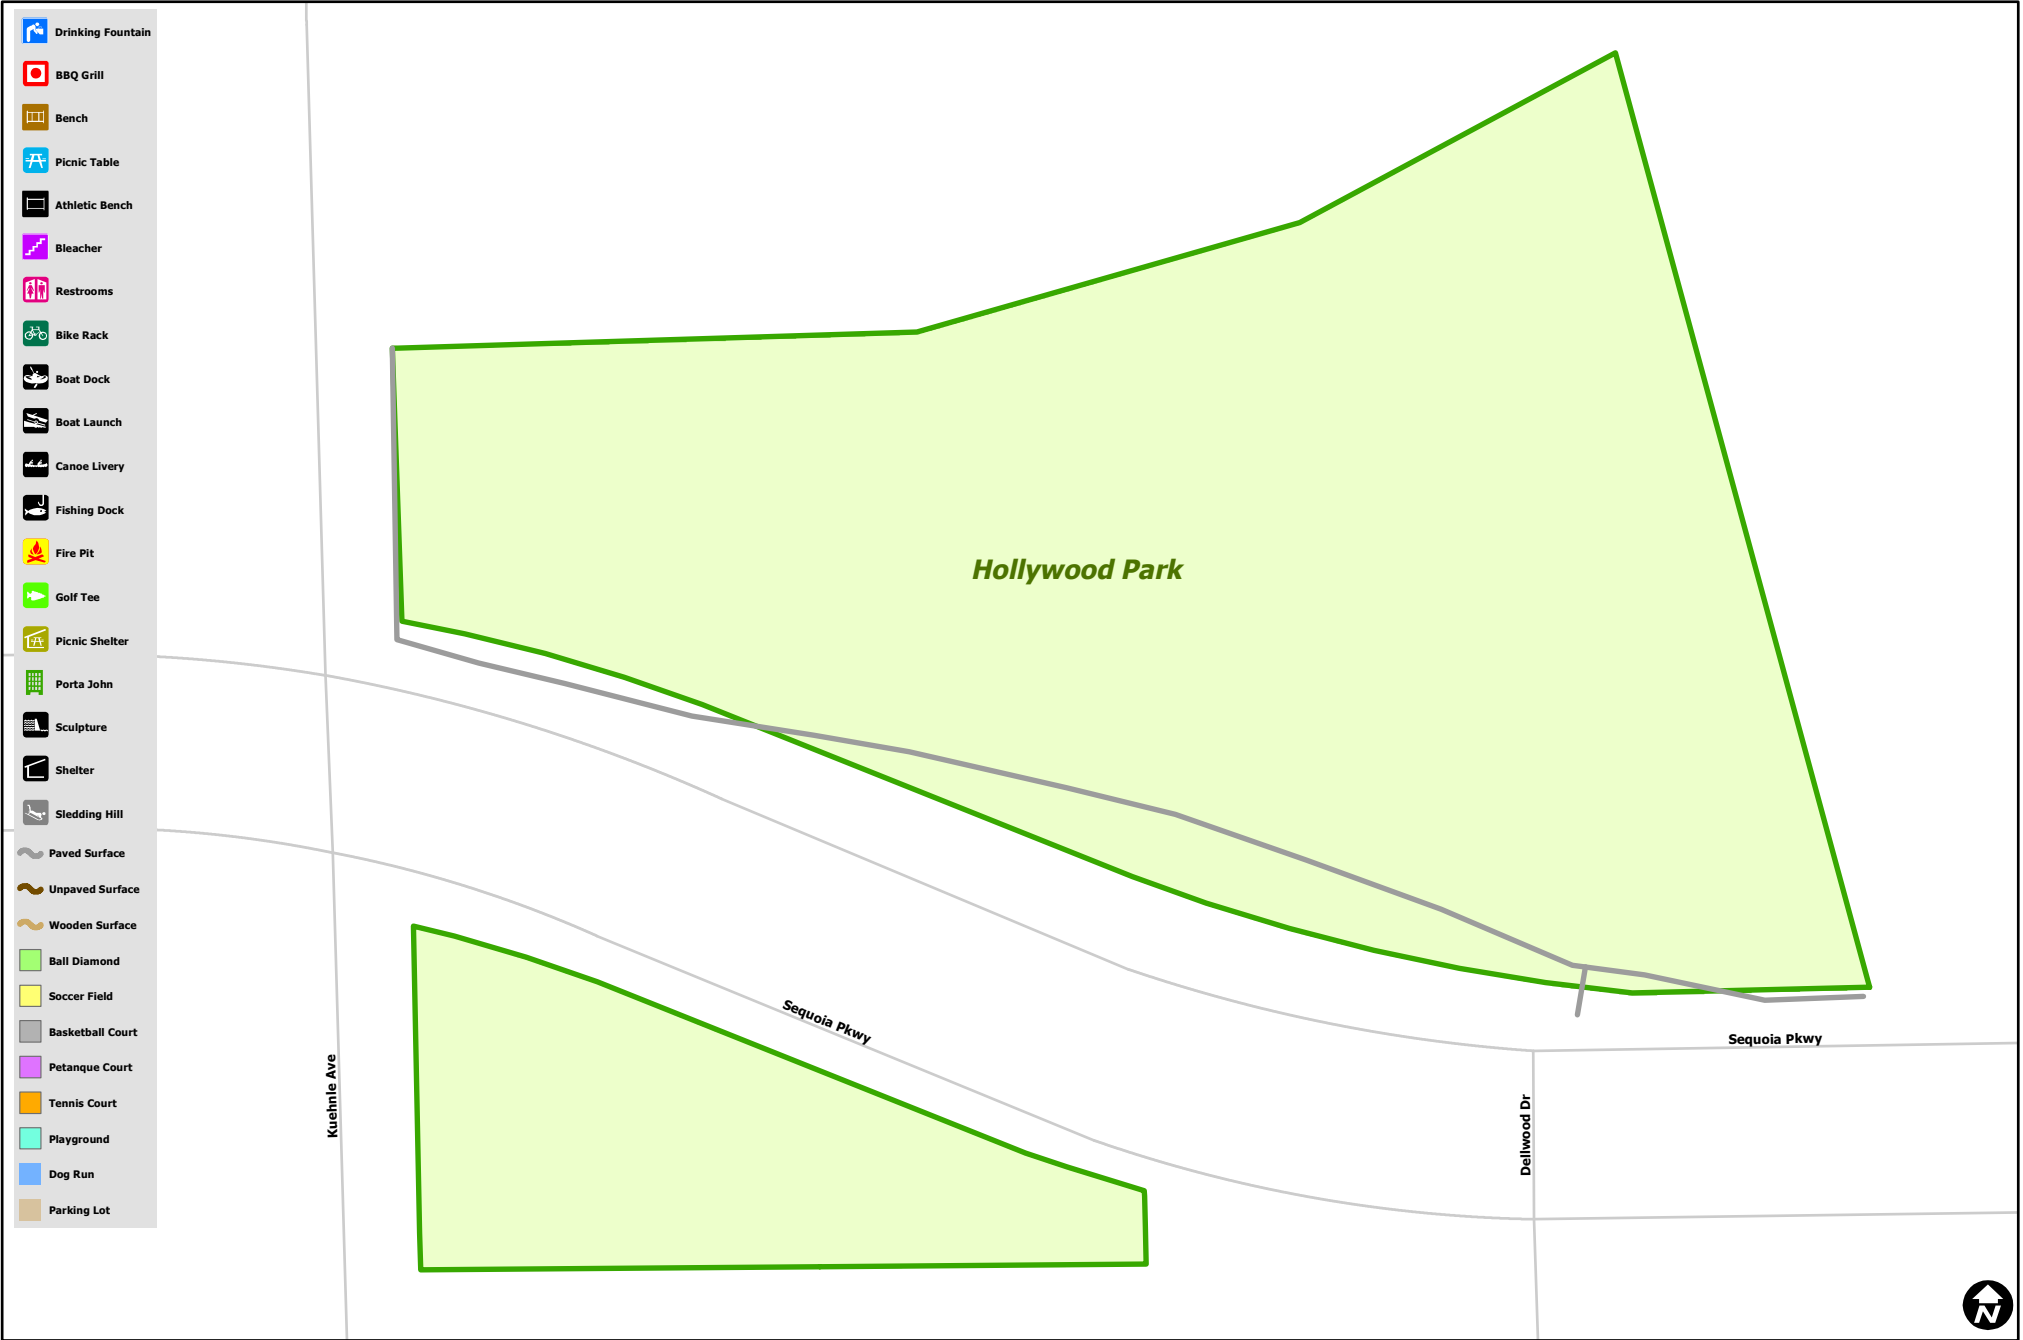 Drinking Fountain
BBQ Grill
Bench
Picnic Table
Athletic Bench
Bleacher
Restrooms
Bike Rack
Boat Dock
Boat Launch
Canoe Livery
Fishing Dock
Fire Pit
Golf Tee
Picnic Shelter
Porta John
Sculpture
Shelter
Sledding Hill
Paved Surface
Unpaved Surface
Wooden Surface
Ball Diamond
Soccer Field
Basketball Court
Petanque Court
Tennis Court
Playground
Dog Run
Parking Lot
Hollywood Park
Sequoia Pkwy
Sequoia Pkwy
Kuehnle Ave
Dellwood Dr
N